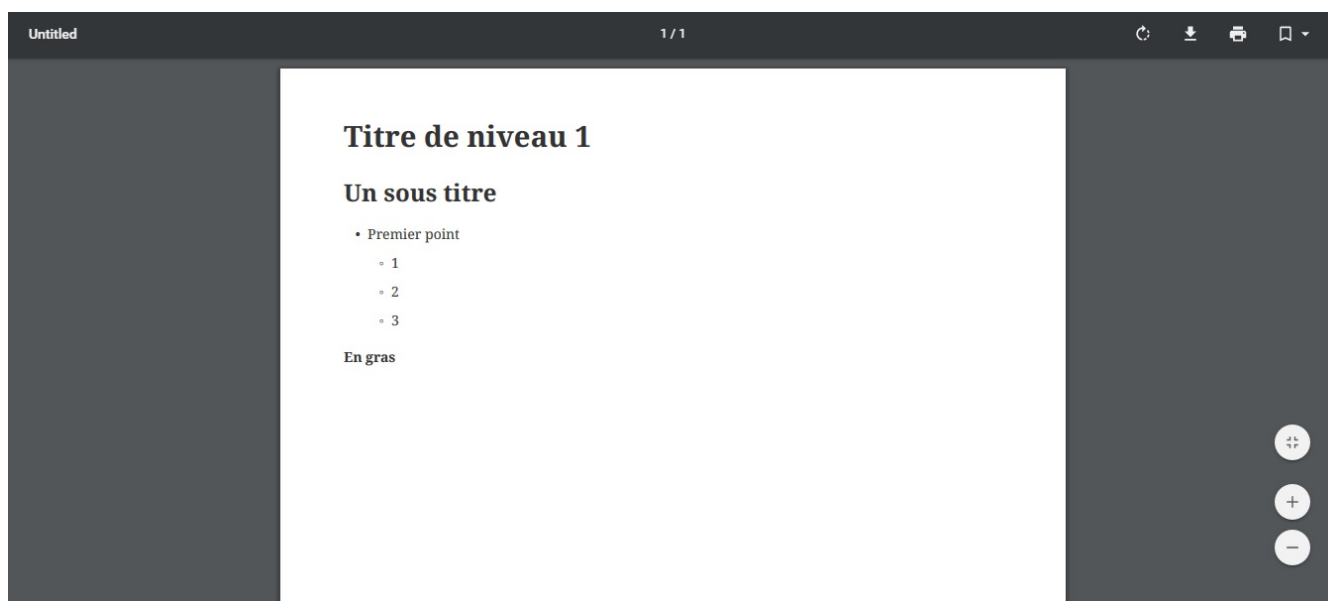 Untitled
1 / 1
Titre de niveau 1
Un sous titre
• Premier point
◦ 1
◦ 2
◦ 3
En gras